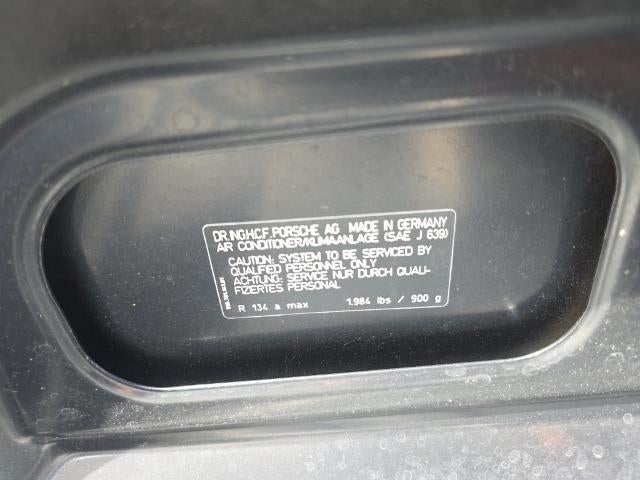 DR.ING.H.C.F. PORSCHE AG MADE IN GERMANY
AIR CONDITIONER/KLIMAANLAGE (SAE J 639)
CAUTION: SYSTEM TO BE SERVICED BY
QUALIFIED PERSONNEL ONLY
ACHTUNG: SERVICE NUR DURCH QUALI-
FIZIERTES PERSONAL
R 134 a max 1.984 lbs / 900 g